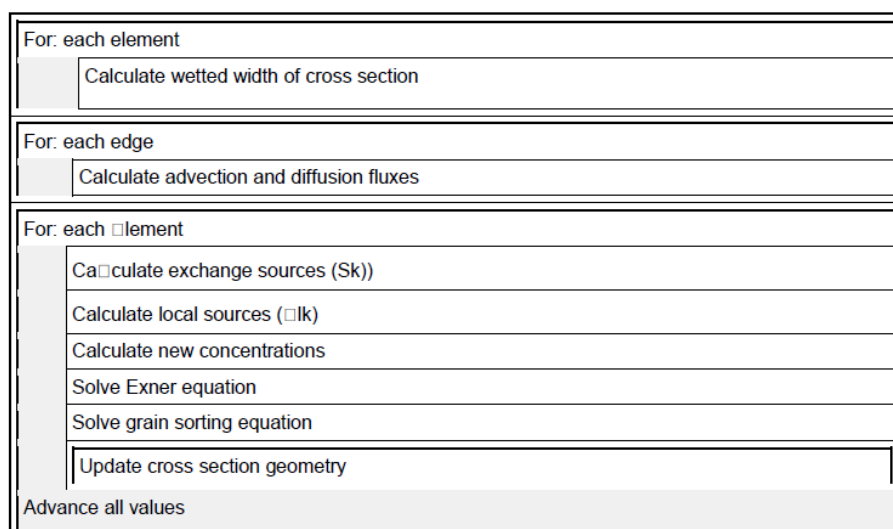 For: each element
Calculate wetted width of cross section
For: each edge
Calculate advection and diffusion fluxes
For: each □lement
Ca□culate exchange sources (Sk))
Calculate local sources (□lk)
Calculate new concentrations
Solve Exner equation
Solve grain sorting equation
Update cross section geometry
Advance all values